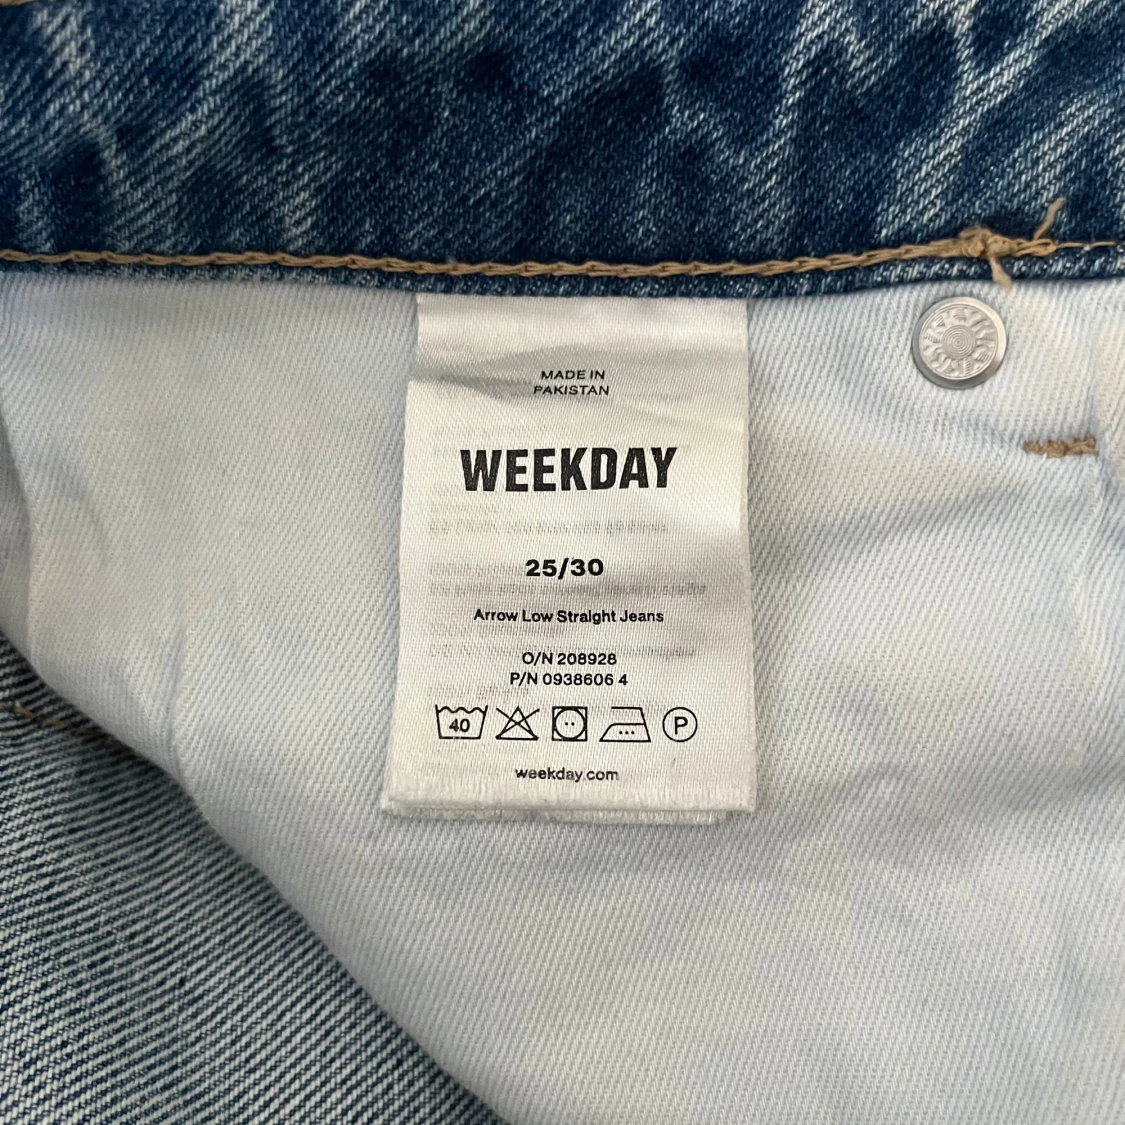 MADE IN
PAKISTAN
WEEKDAY
25/30
Arrow Low Straight Jeans
O/N 208928
P/N 0938606 4
40
P
weekday.com